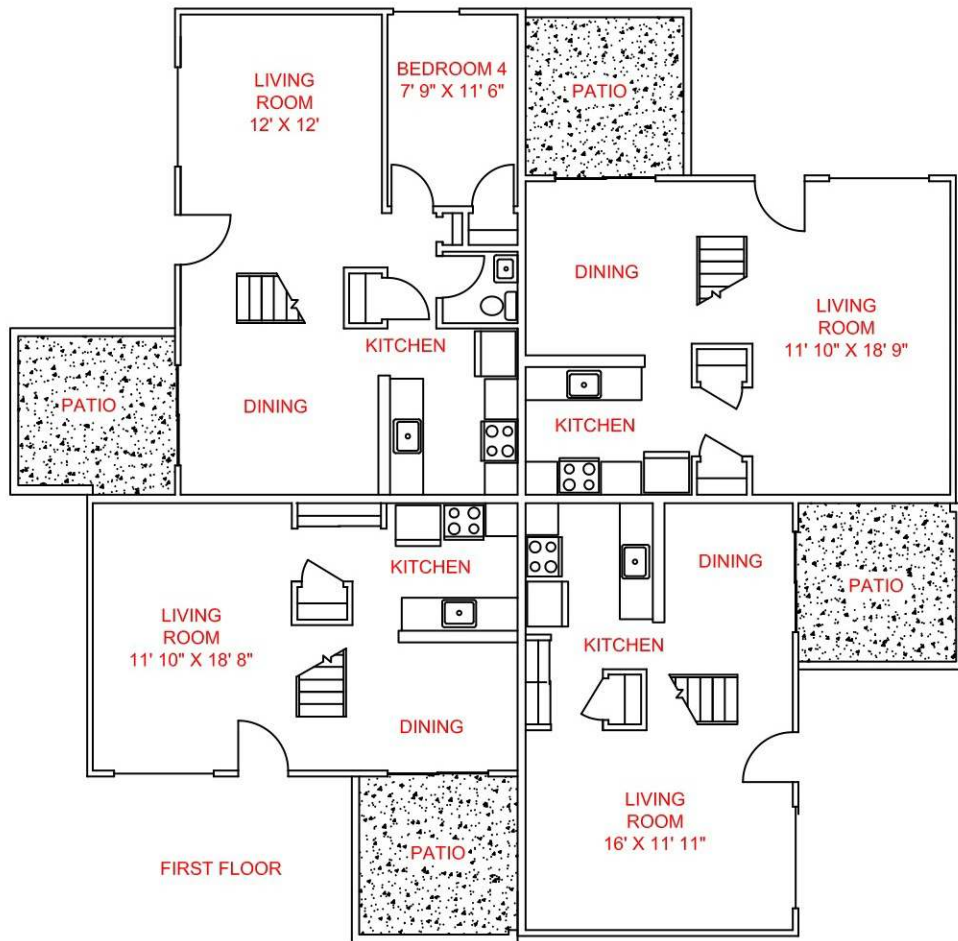 LIVING
ROOM
12' X 12'
BEDROOM 4
7' 9" X 11' 6"
PATIO
DINING
LIVING
ROOM
11' 10" X 18' 9"
KITCHEN
PATIO
DINING
KITCHEN
KITCHEN
DINING
PATIO
LIVING
ROOM
11' 10" X 18' 8"
KITCHEN
DINING
LIVING
ROOM
16' X 11' 11"
PATIO
FIRST FLOOR